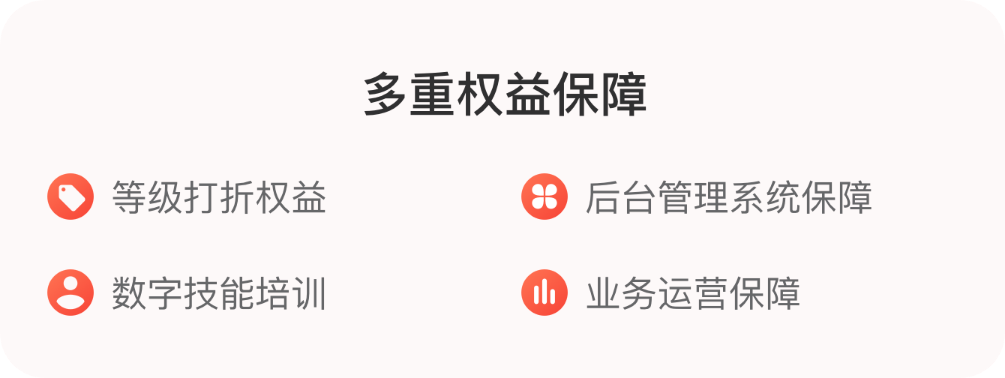 多重权益保障
等级打折权益
后台管理系统保障
数字技能培训
业务运营保障